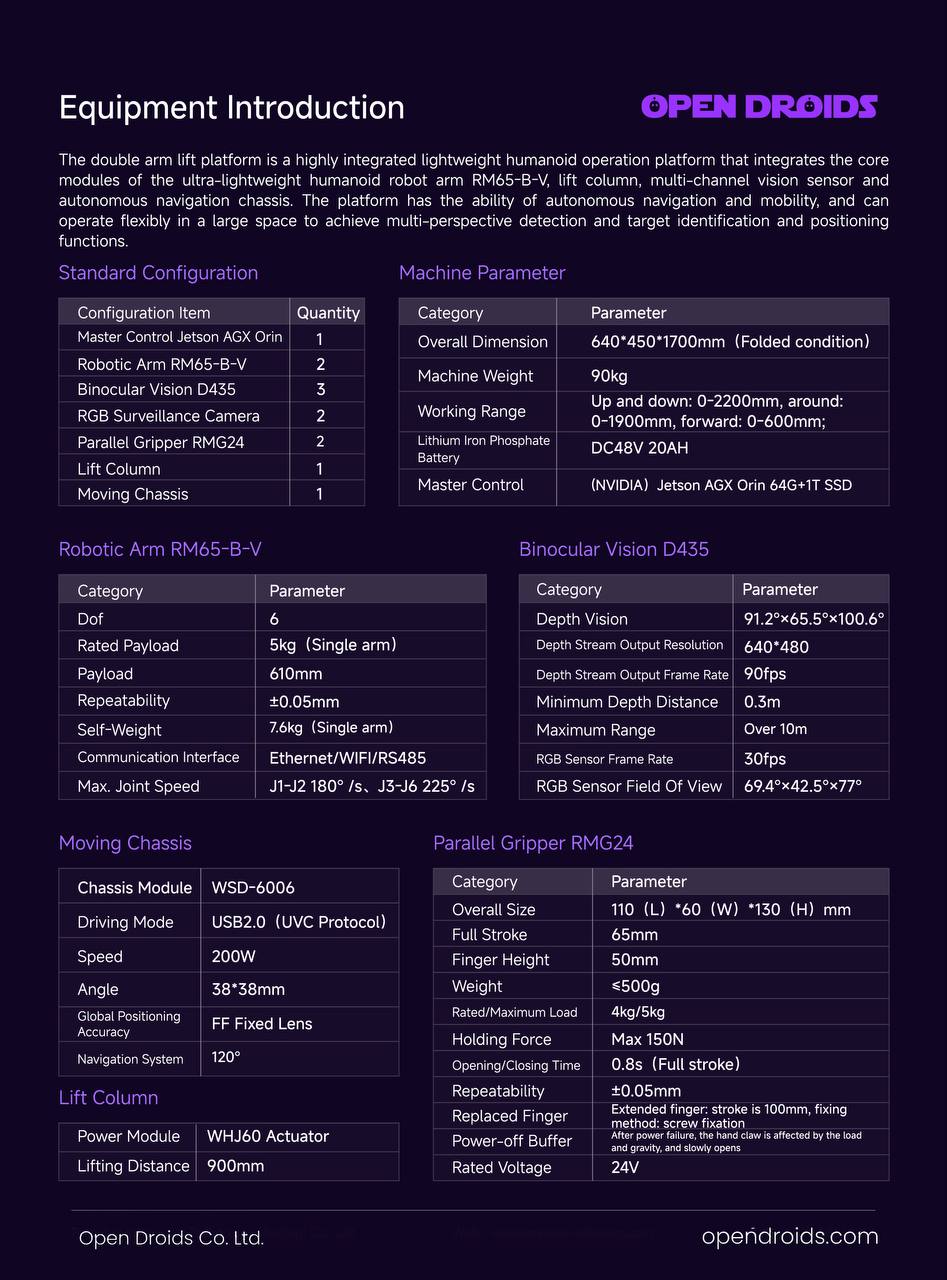 Equipment Introduction
OPEN DROIDS
The double arm lift platform is a highly integrated lightweight humanoid operation platform that integrates the core
modules of the ultra-lightweight humanoid robot arm RM65-B-V, lift column, multi-channel vision sensor and
autonomous navigation chassis. The platform has the ability of autonomous navigation and mobility, and can
operate flexibly in a large space to achieve multi-perspective detection and target identification and positioning
functions.
Standard Configuration
Configuration Item Quantity
Master Control Jetson AGX Orin 1
Robotic Arm RM65-B-V 2
Binocular Vision D435 3
RGB Surveillance Camera 2
Parallel Gripper RMG24 2
Lift Column 1
Moving Chassis 1
Machine Parameter
Category Parameter
Overall Dimension 640*450*1700mm（Folded condition）
Machine Weight 90kg
Working Range Up and down: 0-2200mm, around:
0-1900mm, forward: 0-600mm;
Lithium Iron Phosphate
Battery DC48V 20AH
Master Control (NVIDIA）Jetson AGX Orin 64G+1T SSD
Robotic Arm RM65-B-V
Category Parameter
Dof 6
Rated Payload 5kg（Single arm）
Payload 610mm
Repeatability ±0.05mm
Self-Weight 7.6kg（Single arm）
Communication Interface Ethernet/WIFI/RS485
Max. Joint Speed J1-J2 180° /s、J3-J6 225° /s
Binocular Vision D435
Category Parameter
Depth Vision 91.2°×65.5°×100.6°
Depth Stream Output Resolution 640*480
Depth Stream Output Frame Rate 90fps
Minimum Depth Distance 0.3m
Maximum Range Over 10m
RGB Sensor Frame Rate 30fps
RGB Sensor Field Of View 69.4°×42.5°×77°
Moving Chassis
Chassis Module WSD-6006
Driving Mode USB2.0（UVC Protocol）
Speed 200W
Angle 38*38mm
Global Positioning
Accuracy FF Fixed Lens
Navigation System 120°
Lift Column
Power Module WHJ60 Actuator
Lifting Distance 900mm
Parallel Gripper RMG24
Category Parameter
Overall Size 110（L）*60（W）*130（H）mm
Full Stroke 65mm
Finger Height 50mm
Weight ≤500g
Rated/Maximum Load 4kg/5kg
Holding Force Max 150N
Opening/Closing Time 0.8s（Full stroke）
Repeatability ±0.05mm
Replaced Finger Extended finger: stroke is 100mm, fixing
method: screw fixation
Power-off Buffer After power failure, the hand claw is affected by the load
and gravity, and slowly opens
Rated Voltage 24V
Open Droids Co. Ltd.
opendroids.com